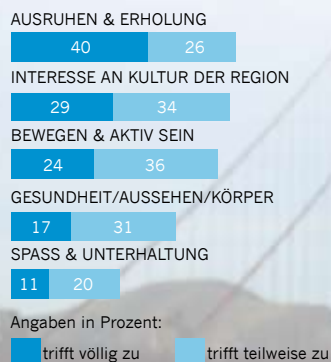 AUSRUHEN & ERHOLUNG
40 26
INTERESSE AN KULTUR DER REGION
29 34
BEWEGEN & AKTIV SEIN
24 36
GESUNDHEIT/AUSSEHEN/KÖRPER
17 31
SPASS & UNTERHALTUNG
11 20
Angaben in Prozent:
trifft völlig zu trifft teilweise zu